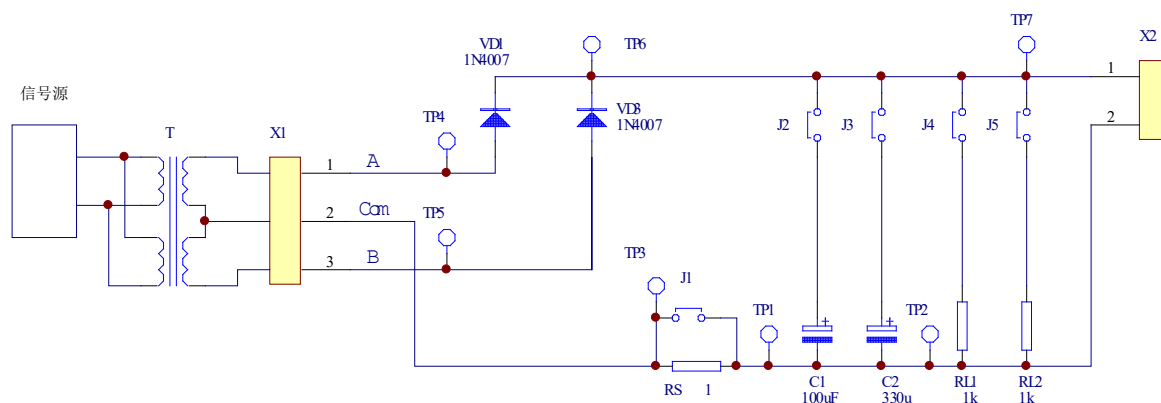 TP7
X2
VD1
1N4007
TP6
1
信号源
VD3
1N4007
TP4
J2
J3
J4
J5
2
T
X1
1
A
2
Com
TP5
3
B
TP3
J1
TP1
+
+
TP2
RS 1
C1
100uF
C2
330u
RL1
1k
RL2
1k